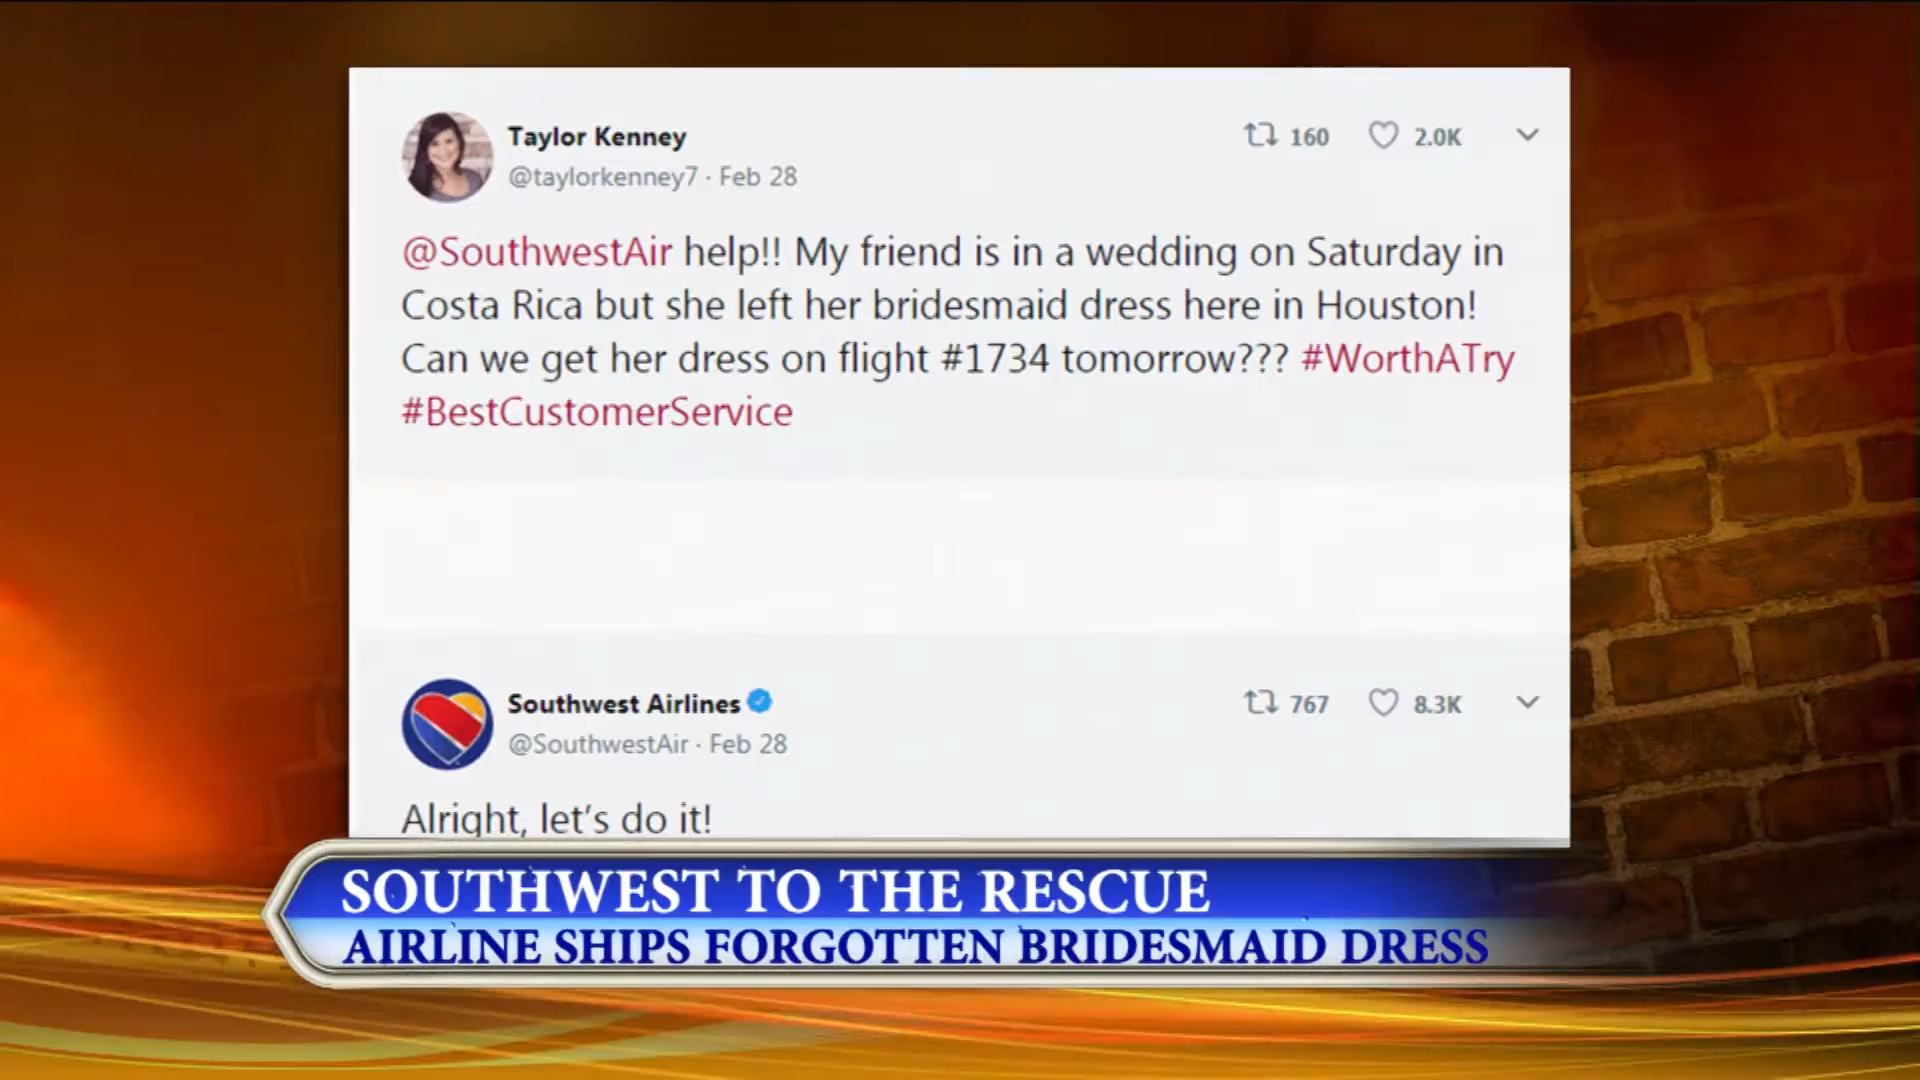 Taylor Kenney
160 2.0K
@taylorkenney7 · Feb 28
@SouthwestAir help!! My friend is in a wedding on Saturday in
Costa Rica but she left her bridesmaid dress here in Houston!
Can we get her dress on flight #1734 tomorrow??? #WorthATry
#BestCustomerService
Southwest Airlines
767 8.3K
@SouthwestAir · Feb 28
Alright, let's do it!
SOUTHWEST TO THE RESCUE
AIRLINE SHIPS FORGOTTEN BRIDESMAID DRESS